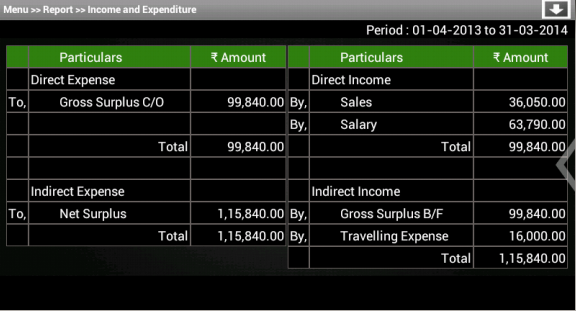 Menu >> Report >> Income and Expenditure
Period : 01-04-2013 to 31-03-2014
Particulars ₹ Amount Particulars ₹ Amount
Direct Expense Direct Income
To, Gross Surplus C/O 99,840.00 By, Sales 36,050.00
By, Salary 63,790.00
Total 99,840.00 Total 99,840.00
Indirect Expense Indirect Income
To, Net Surplus 1,15,840.00 By, Gross Surplus B/F 99,840.00
Total 1,15,840.00 By, Travelling Expense 16,000.00
Total 1,15,840.00